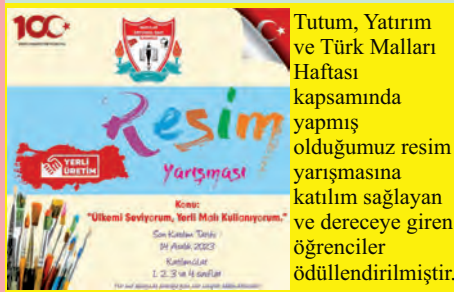 100
Resim
YERLİ
ÜRETİM
Yarışması
Konu:
"Ülkemi Seviyorum, Yerli Malı Kullanıyorum."
Son Katılım Tarihi :
04 Aralık 2023
Katılımcılar
1. 2. 3 ve 4 sınıflar
Tutum, Yatırım
ve Türk Malları
Haftası
kapsamında
yapmış
olduğumuz resim
yarışmasına
katılım sağlayan
ve dereceye giren
öğrenciler
ödüllendirilmiştir.